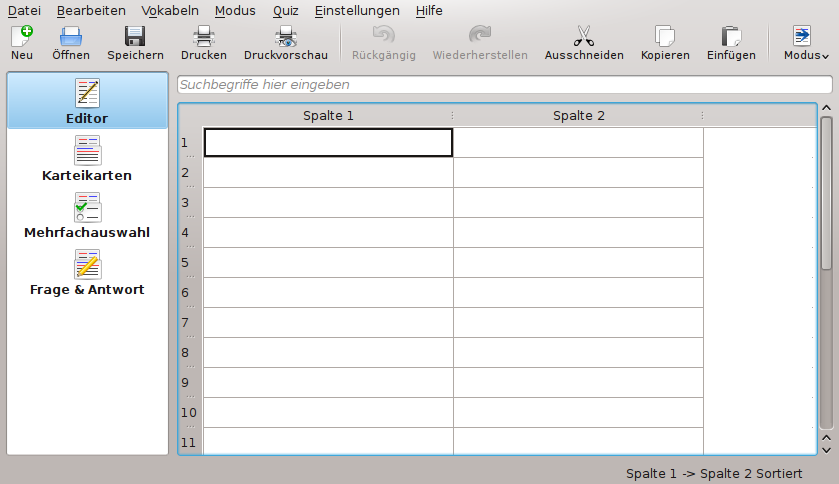 Datei Bearbeiten Vokabeln Modus Quiz Einstellungen Hilfe
Neu Öffnen Speichern Drucken Druckvorschau Rückgängig Wiederherstellen Ausschneiden Kopieren Einfügen Modus
Suchbegriffe hier eingeben
Editor
Karteikarten
Mehrfachauswahl
Frage & Antwort
Spalte 1 Spalte 2
1
2
3
4
5
6
7
8
9
10
11
Spalte 1 -> Spalte 2 Sortiert